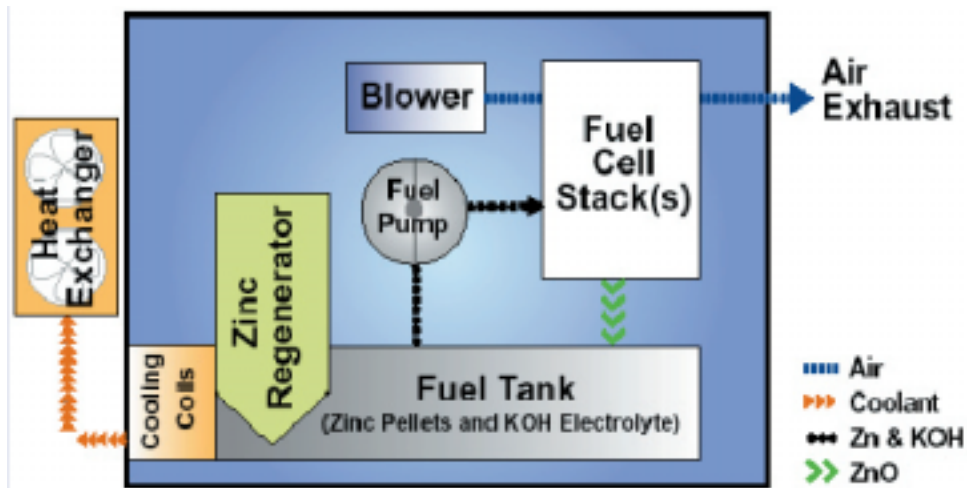 Blower
Air
Exhaust
Fuel
Cell
Stack(s)
Fuel
Pump
Heat
Exchanger
Zinc
Regenerator
Cooling
Coils
Fuel Tank
(Zinc Pellets and KOH Electrolyte)
Air
Coolant
Zn & KOH
ZnO